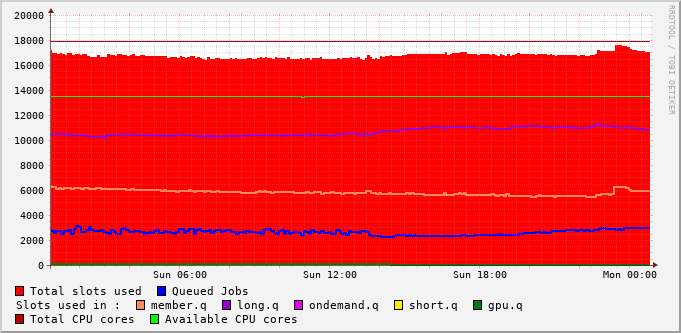 20000
18000
16000
14000
12000
10000
8000
6000
4000
2000
0
Sun 06:00 Sun 12:00 Sun 18:00 Mon 00:00
RRDTOOL / TOBI OETIKER
Total slots used Queued Jobs
Slots used in : member.q long.q ondemand.q short.q gpu.q
Total CPU cores Available CPU cores